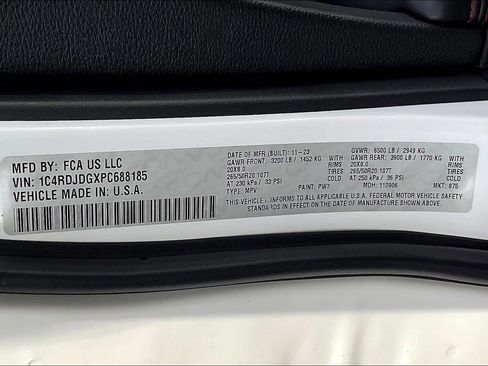 MFD BY: FCA US LLC
VIN: 1C4RDJDGXPC688185
VEHICLE MADE IN: U.S.A.
DATE OF MFR (BUILT): 11-23 GVWR: 6500 LB / 2949 KG
GAWR FRONT: 3200 LB / 1452 KG WITH GAWR REAR: 3900 LB / 1770 KG WITH
20X8.0 RIMS 20X8.0 RIMS
265/50R20 107T TIRES 265/50R20 107T TIRES
AT 230 kPa / 33 PSI COLD AT 250 kPa / 36 PSI COLD
TYPE: MPV PAINT: PW7 MDH: 110906 MKT: 875
THIS VEHICLE CONFORMS TO ALL APPLICABLE U.S.A. FEDERAL MOTOR VEHICLE SAFETY
STANDARDS IN EFFECT ON THE DATE OF MANUFACTURE SHOWN ABOVE.